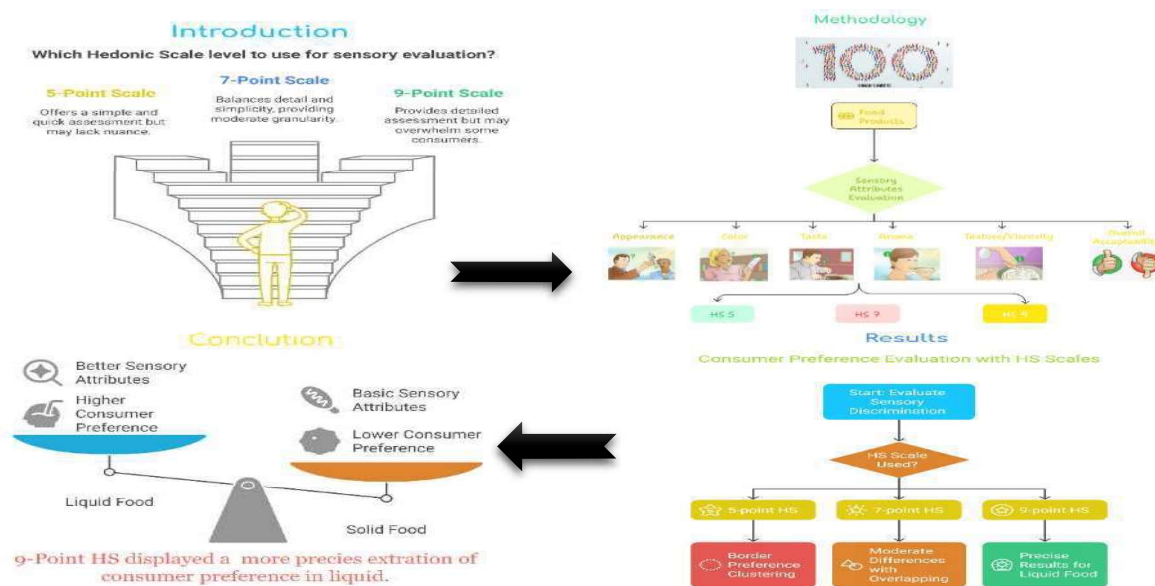 Introduction
Which Hedonic Scale level to use for sensory evaluation?
5-Point Scale
Offers a simple and
quick assessment but
may lack nuance.
7-Point Scale
Balances detail and
simplicity, providing
moderate granularity.
9-Point Scale
Provides detailed
assessment but may
overwhelm some
consumers.
Methodology
100
Food
Products
Sensory
Attributes
Evaluation
Appearance
Color
Taste
Aroma
Texture/Viscosity
Overall
Acceptability
HS 5
HS 7
HS 9
Results
Consumer Preference Evaluation with HS Scales
Start: Evaluate
Sensory
Discrimination
HS Scale
Used?
5-point HS
7-point HS
9-point HS
Border
Preference
Clustering
Moderate
Differences
with
Overlapping
Precise
Results for
Liquid Food
Conclution
Better Sensory
Attributes
Higher
Consumer
Preference
Liquid Food
Basic Sensory
Attributes
Lower Consumer
Preference
Solid Food
9-Point HS displayed a more precies extration of
consumer preference in liquid.